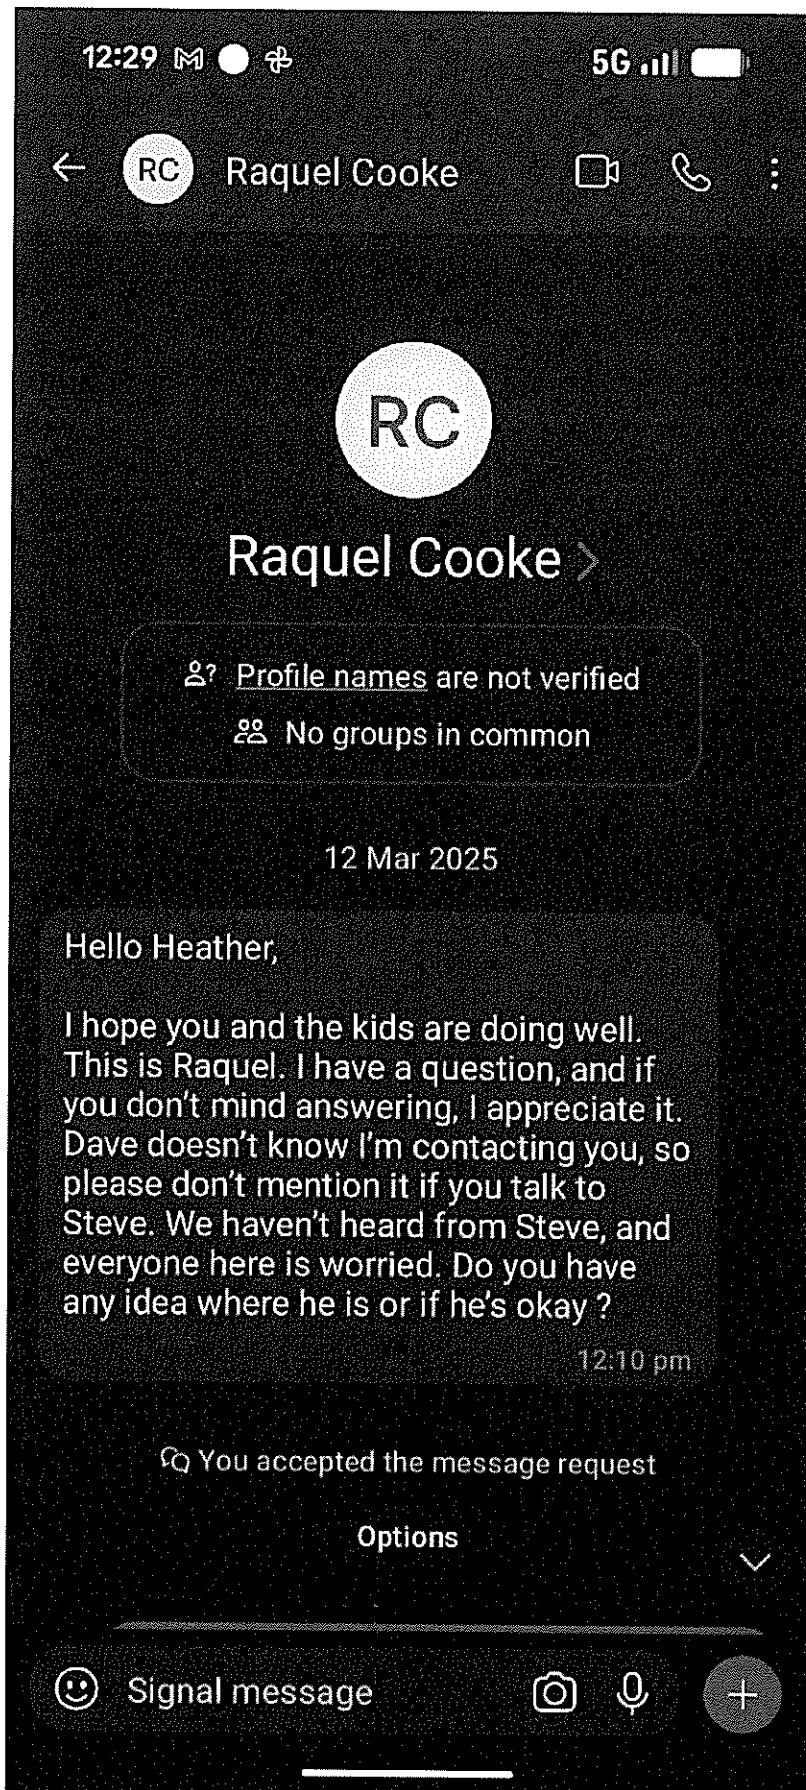 12:29 5G
RC Raquel Cooke
RC
Raquel Cooke
Profile names are not verified
No groups in common
12 Mar 2025
Hello Heather,
I hope you and the kids are doing well.
This is Raquel. I have a question, and if
you don't mind answering, I appreciate it.
Dave doesn't know I'm contacting you, so
please don't mention it if you talk to
Steve. We haven't heard from Steve, and
everyone here is worried. Do you have
any idea where he is or if he's okay ?
12:10 pm
You accepted the message request
Options
Signal message